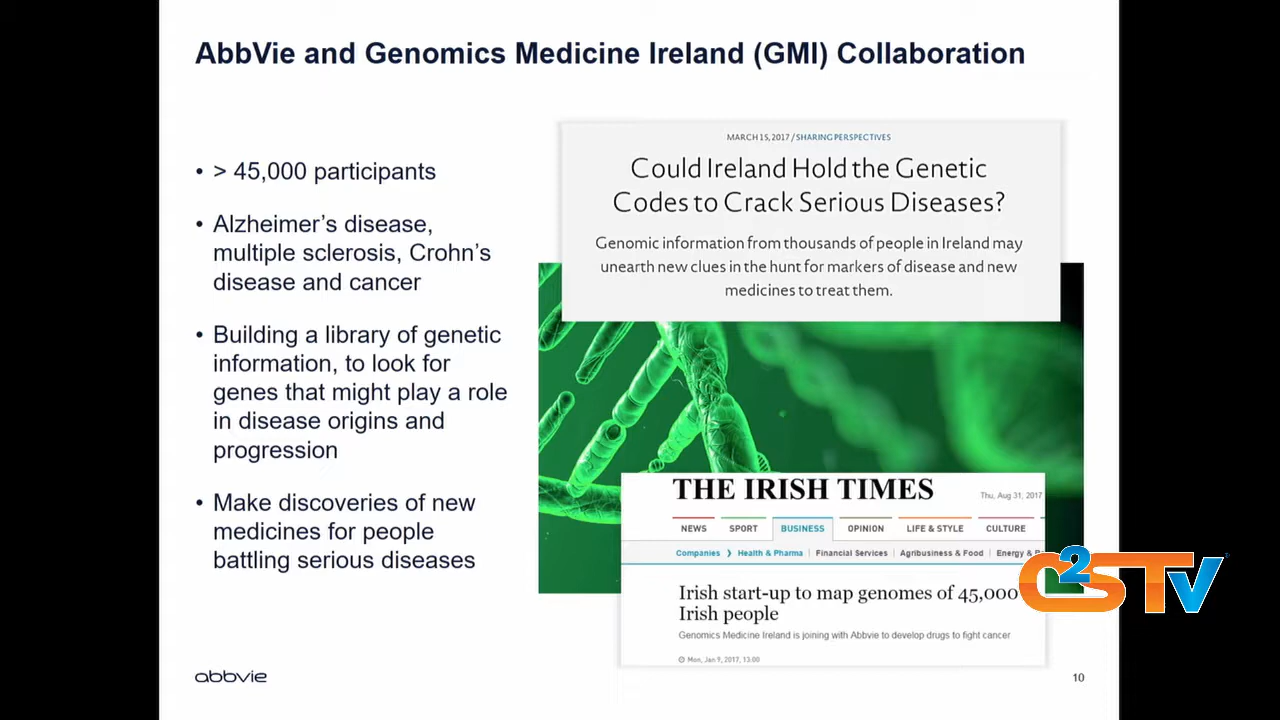 AbbVie and Genomics Medicine Ireland (GMI) Collaboration
• > 45,000 participants
• Alzheimer's disease,
multiple sclerosis, Crohn's
disease and cancer
• Building a library of genetic
information, to look for
genes that might play a role
in disease origins and
progression
• Make discoveries of new
medicines for people
battling serious diseases
MARCH 15, 2017 / SHARING PERSPECTIVES
Could Ireland Hold the Genetic
Codes to Crack Serious Diseases?
Genomic information from thousands of people in Ireland may
unearth new clues in the hunt for markers of disease and new
medicines to treat them.
THE IRISH TIMES
Thu, Aug 31, 2017
NEWS SPORT BUSINESS OPINION LIFE & STYLE CULTURE
Companies > Health & Pharma | Financial Services | Agribusiness & Food | Energy &
Irish start-up to map genomes of 45,000
Irish people
Genomics Medicine Ireland is joining with Abbvie to develop drugs to fight cancer
Mon, Jan 9, 2017, 13:00
C2STV
abbvie
10